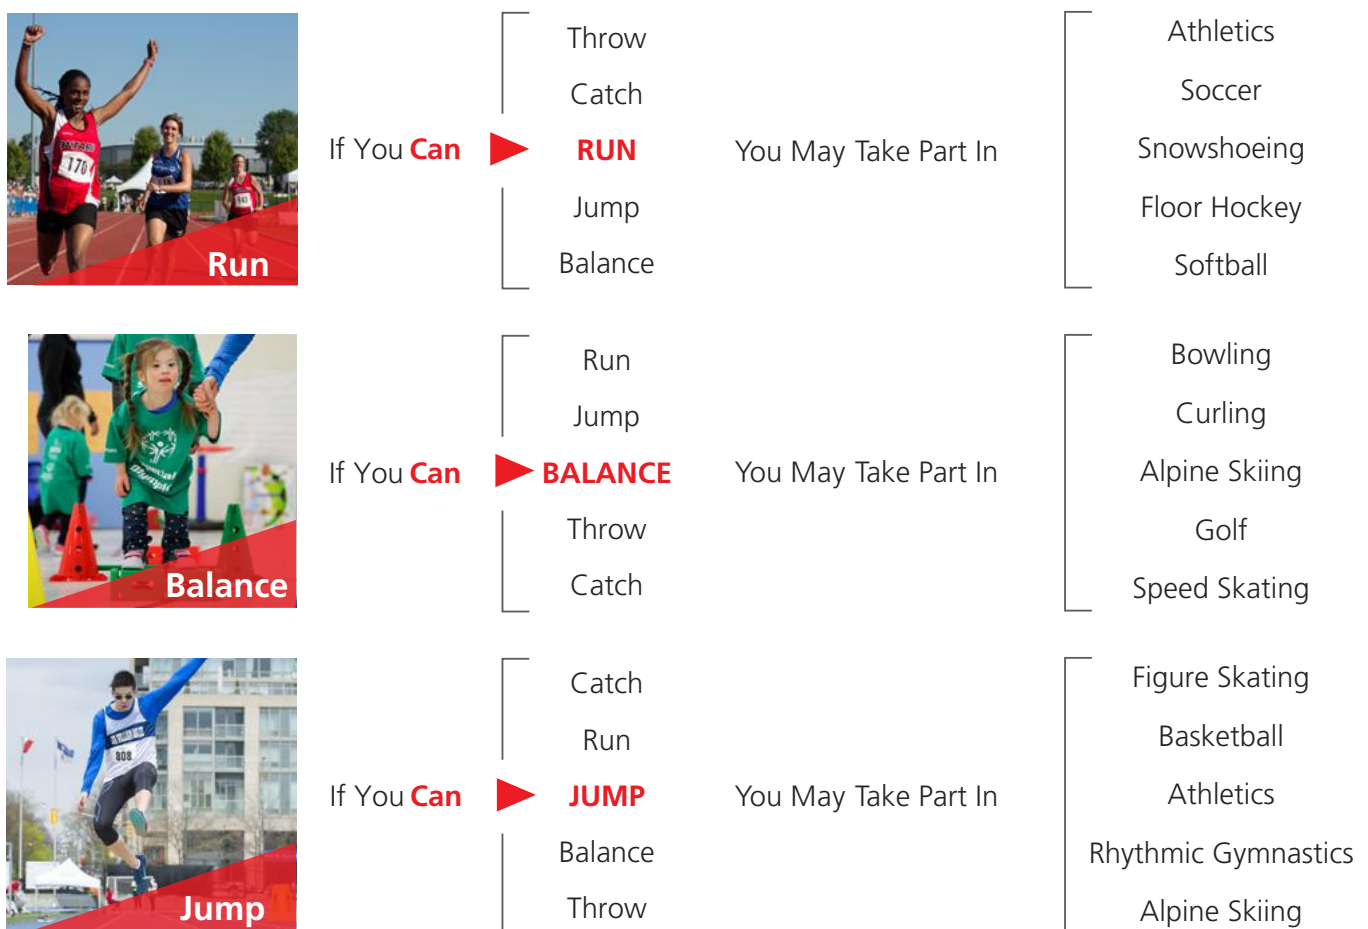 Throw
Catch
If You Can RUN You May Take Part In
Jump
Balance
Athletics
Soccer
Snowshoeing
Floor Hockey
Softball
170
Run
Run
Jump
If You Can BALANCE You May Take Part In
Throw
Catch
Bowling
Curling
Alpine Skiing
Golf
Speed Skating
Balance
Catch
Run
If You Can JUMP You May Take Part In
Balance
Throw
Figure Skating
Basketball
Athletics
Rhythmic Gymnastics
Alpine Skiing
808
Jump